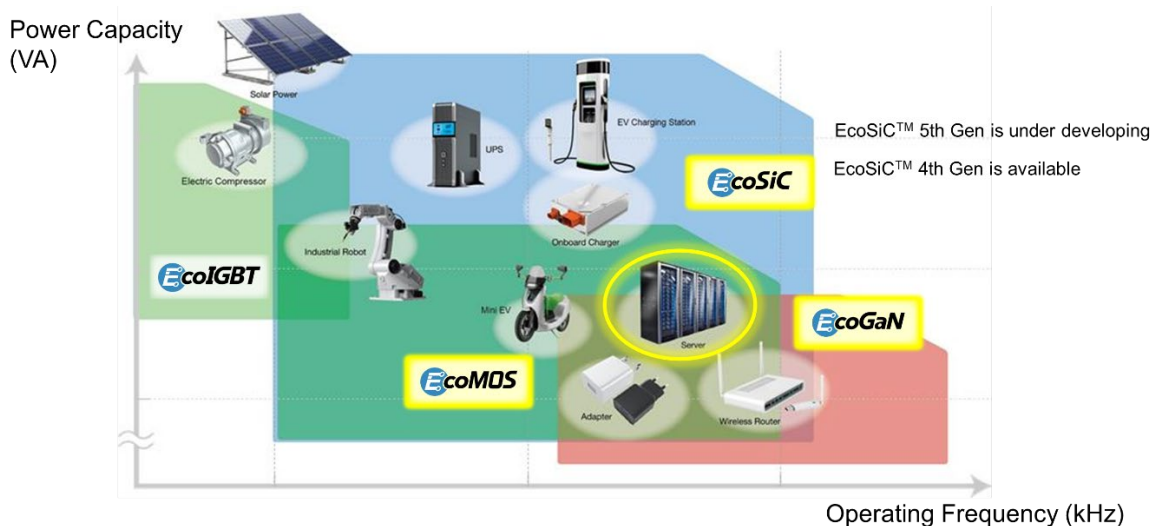 Power Capacity
(VA)
Solar Power
Electric Compressor
UPS
EV Charging Station
EcoSiC™ 5th Gen is under developing
EcoSiC™ 4th Gen is available
EcoSiC
Onboard Charger
Industrial Robot
EcoIGBT
Mini EV
Server
EcoGaN
EcoMOS
Adapter
Wireless Router
Operating Frequency (kHz)